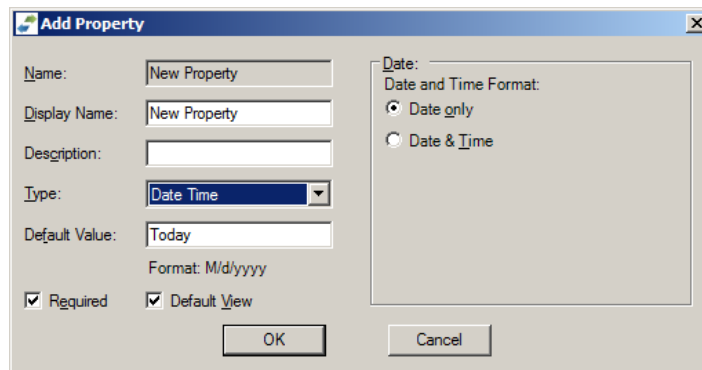 Add Property
Name: New Property
Display Name: New Property
Description:
Type: Date Time
Default Value: Today
Format: M/d/yyyy
Required Default View
Date:
Date and Time Format:
Date only
Date & Time
OK Cancel